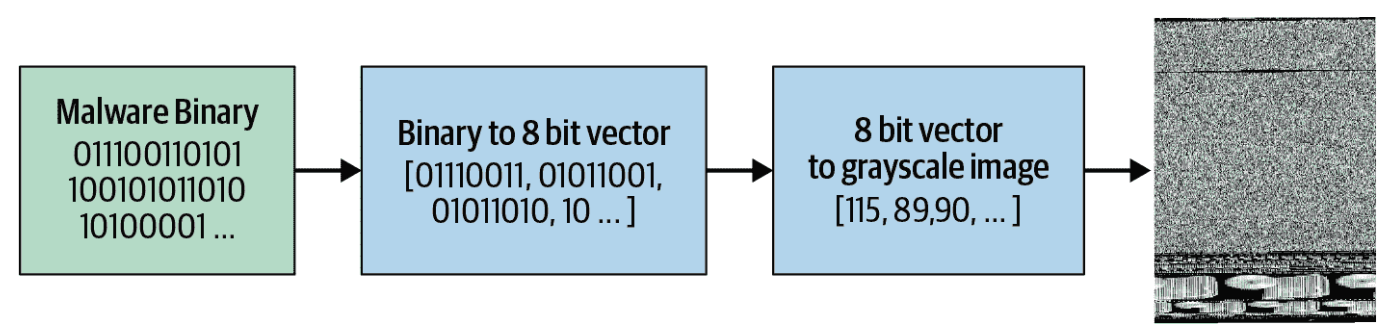 Malware Binary
011100110101
100101011010
10100001 ...
Binary to 8 bit vector
[01110011, 01011001,
01011010, 10 ... ]
8 bit vector
to grayscale image
[115, 89,90, ... ]